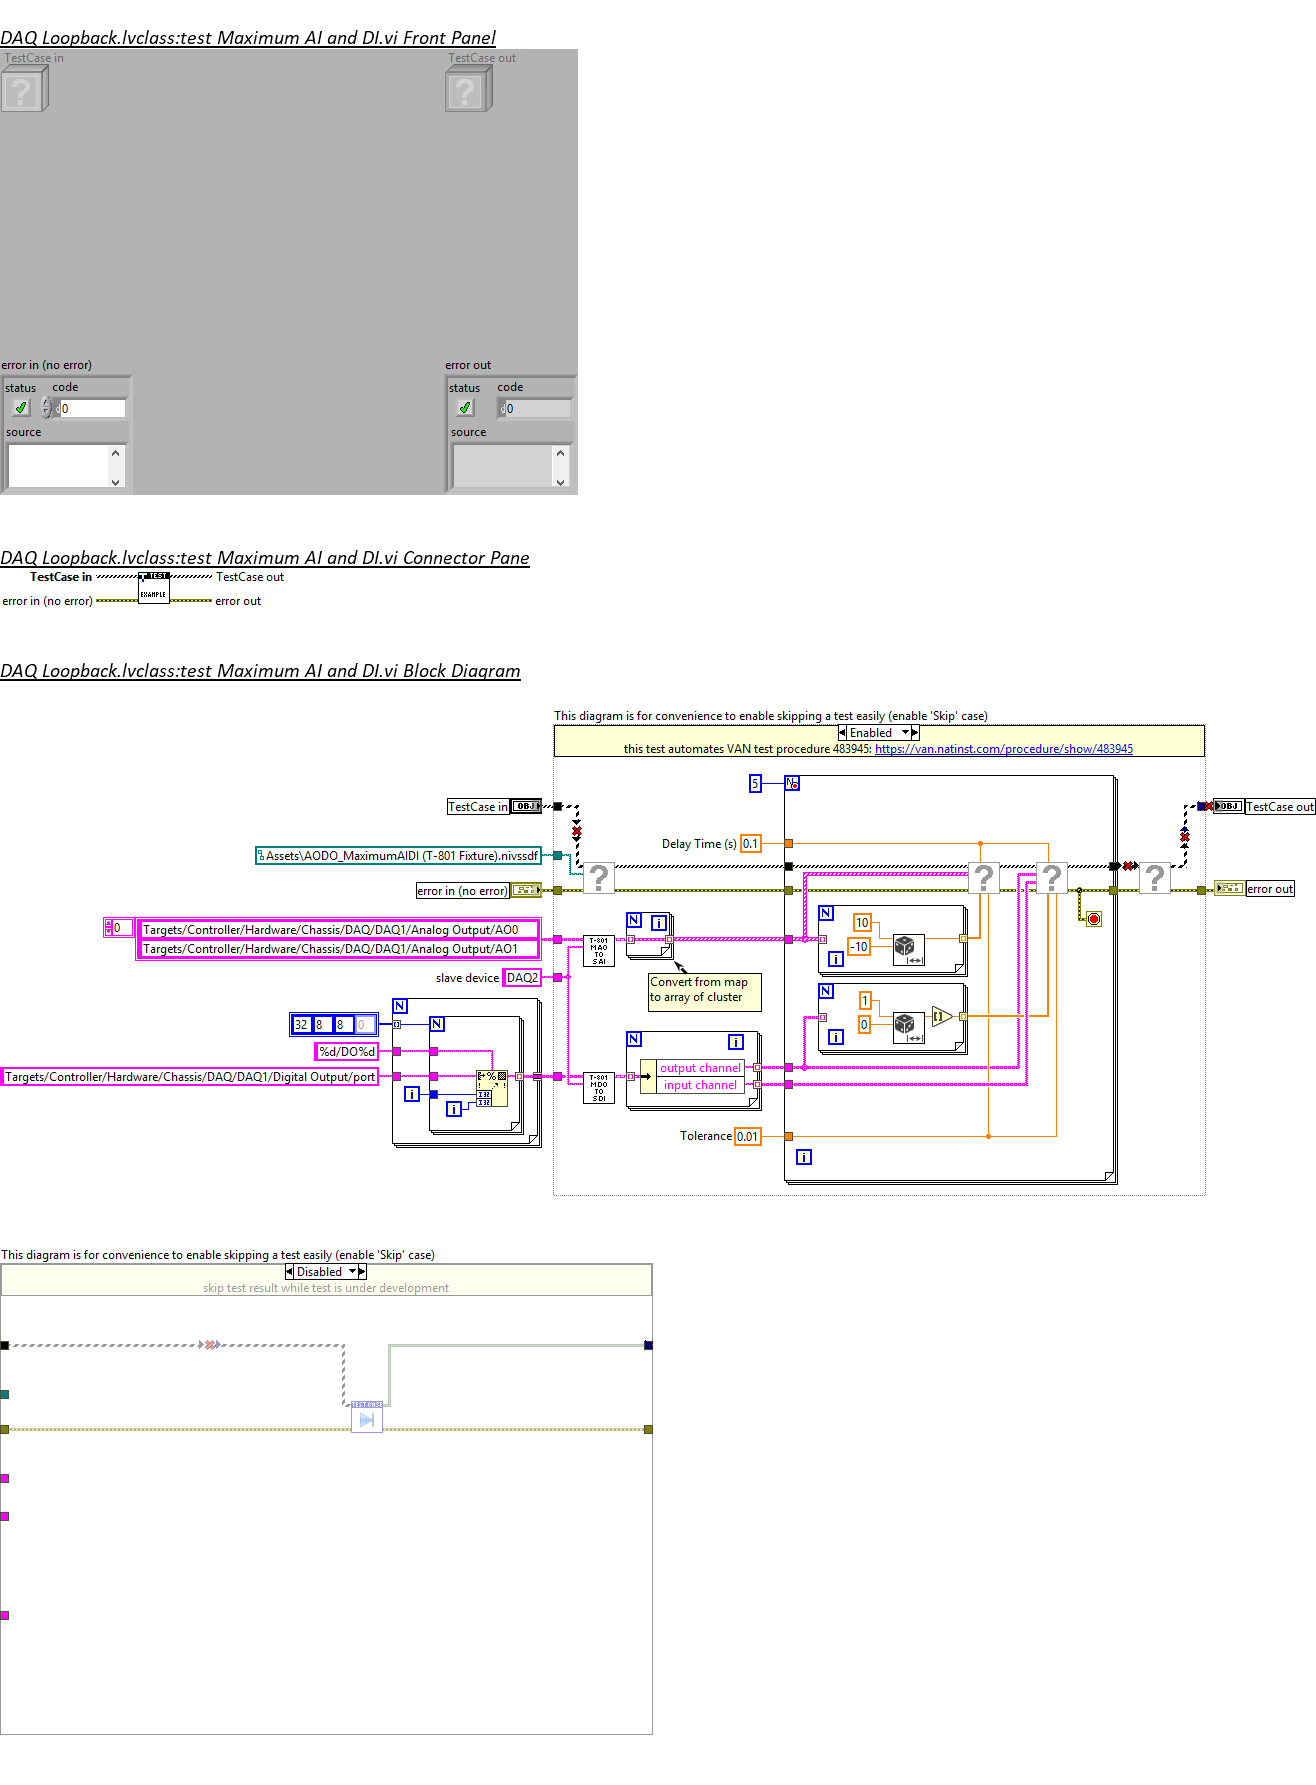 DAQ Loopback.lvclass:test Maximum AI and DI.vi Front Panel
TestCase in
TestCase out
?
?
error in (no error)
error out
status
code
status
code
d0
d0
source
source
DAQ Loopback.lvclass:test Maximum AI and DI.vi Connector Pane
TestCase in
TEST
TestCase out
error in (no error)
EXAMPLE
error out
DAQ Loopback.lvclass:test Maximum AI and DI.vi Block Diagram
This diagram is for convenience to enable skipping a test easily (enable 'Skip' case)
Enabled
this test automates VAN test procedure 483945: https://van.natinst.com/procedure/show/483945
5
N
TestCase in
OBJ
OBJ
TestCase out
Delay Time (s)
0.1
Assets\AODO_MaximumAIDI (T-801 Fixture).nivssdf
?
?
?
?
error in (no error)
error out
0
Targets/Controller/Hardware/Chassis/DAQ/DAQ1/Analog Output/AO0
Targets/Controller/Hardware/Chassis/DAQ/DAQ1/Analog Output/AO1
T-801
MAO
TO
SAI
N
i
N
10
-10
i
slave device
DAQ2
Convert from map
to array of cluster
N
1
0
i
N
32
8
8
0
N
%d/DO%d
Targets/Controller/Hardware/Chassis/DAQ/DAQ1/Digital Output/port
i
i
%
I32
I32
T-801
MDO
TO
SDI
N
i
output channel
input channel
Tolerance
0.01
i
This diagram is for convenience to enable skipping a test easily (enable 'Skip' case)
Disabled
skip test result while test is under development
TEST CASE